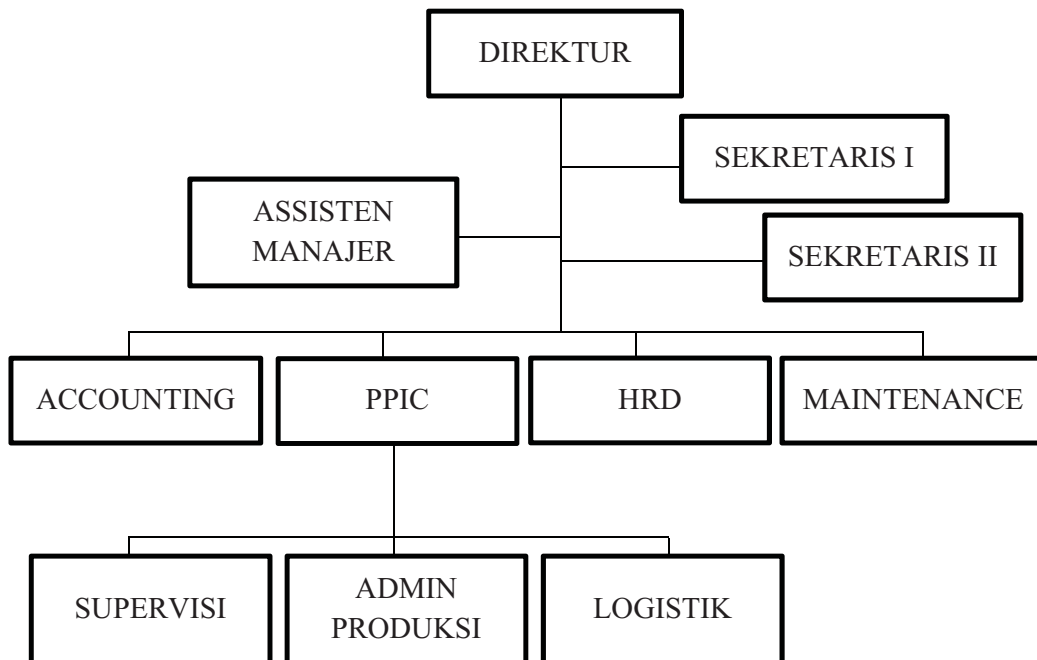 DIREKTUR
SEKRETARIS I
ASSISTEN
MANAJER
SEKRETARIS II
ACCOUNTING
PPIC
HRD
MAINTENANCE
SUPERVISI
ADMIN
PRODUKSI
LOGISTIK